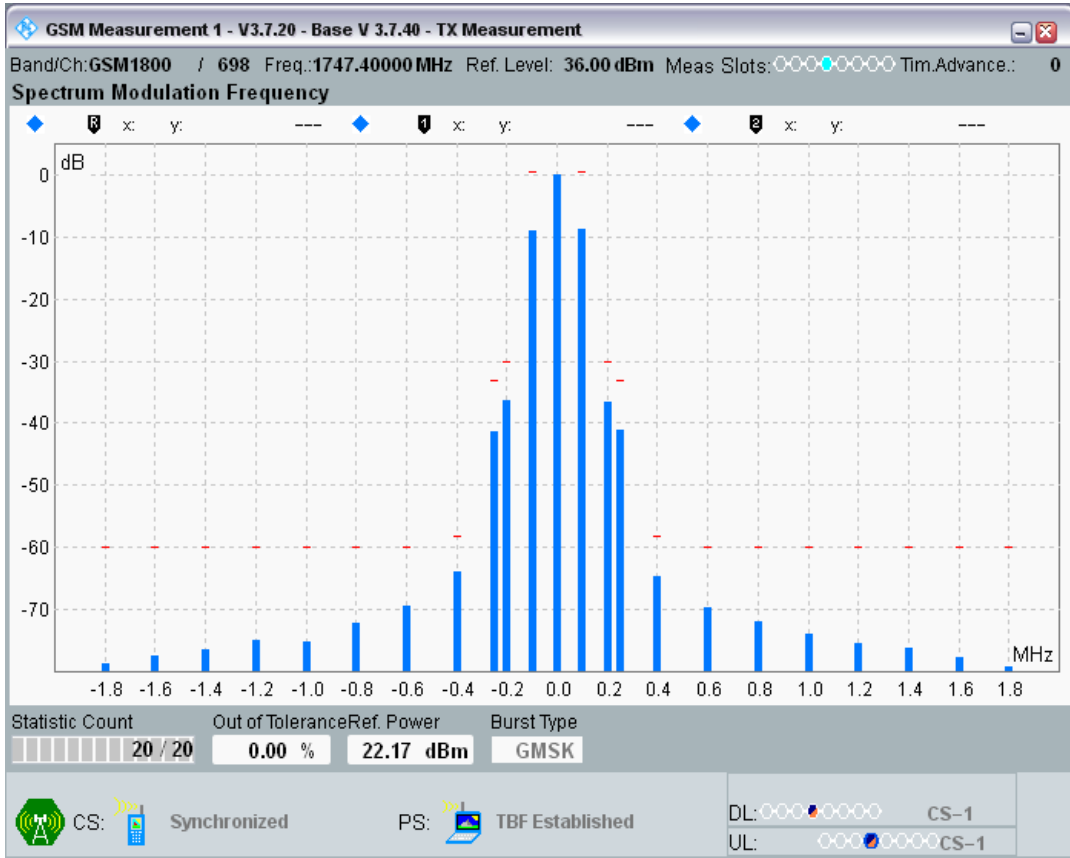 GSM Measurement 1 - V3.7.20 - Base V 3.7.40 - TX Measurement
Band/Ch:GSM1800 / 698 Freq.:1747.40000 MHz Ref. Level: 36.00 dBm Meas Slots: Tim.Advance.: 0
Spectrum Modulation Frequency
R x: y: --- 1 x: y: --- 2 x: y: ---
dB
0
-10
-20
-30
-40
-50
-60
-70
MHz
-1.8 -1.6 -1.4 -1.2 -1.0 -0.8 -0.6 -0.4 -0.2 0.0 0.2 0.4 0.6 0.8 1.0 1.2 1.4 1.6 1.8
Statistic Count Out of Tolerance Ref. Power Burst Type
20 / 20 0.00 % 22.17 dBm GMSK
CS: Synchronized PS: TBF Established DL: CS-1
UL: CS-1